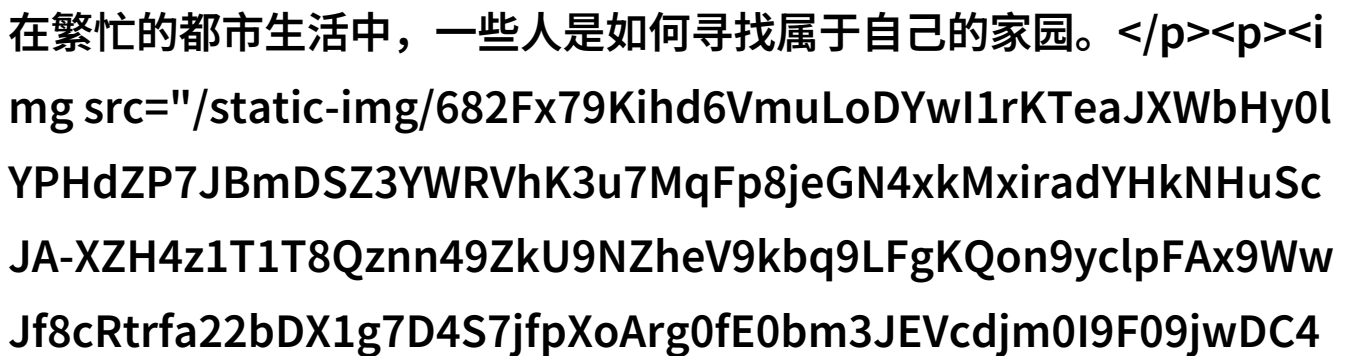 在繁忙的都市生活中，一些人是如何寻找属于自己的家园。</p><p><i
mg src="/static-img/682Fx79Kihd6VmuLoDYwI1rKTeaJXWbHy0l
YPHdZP7JBmDSZ3YWRVhK3u7MqFp8jeGN4xkMxiradYHkNHuSc
JA-XZH4z1T1T8Qznn49ZkU9NZheV9kbq9LFgKQon9yclpFAx9Ww
Jf8cRtrfa22bDX1g7D4S7jfpXoArg0fE0bm3JEVcdjm0I9F09jwDC4